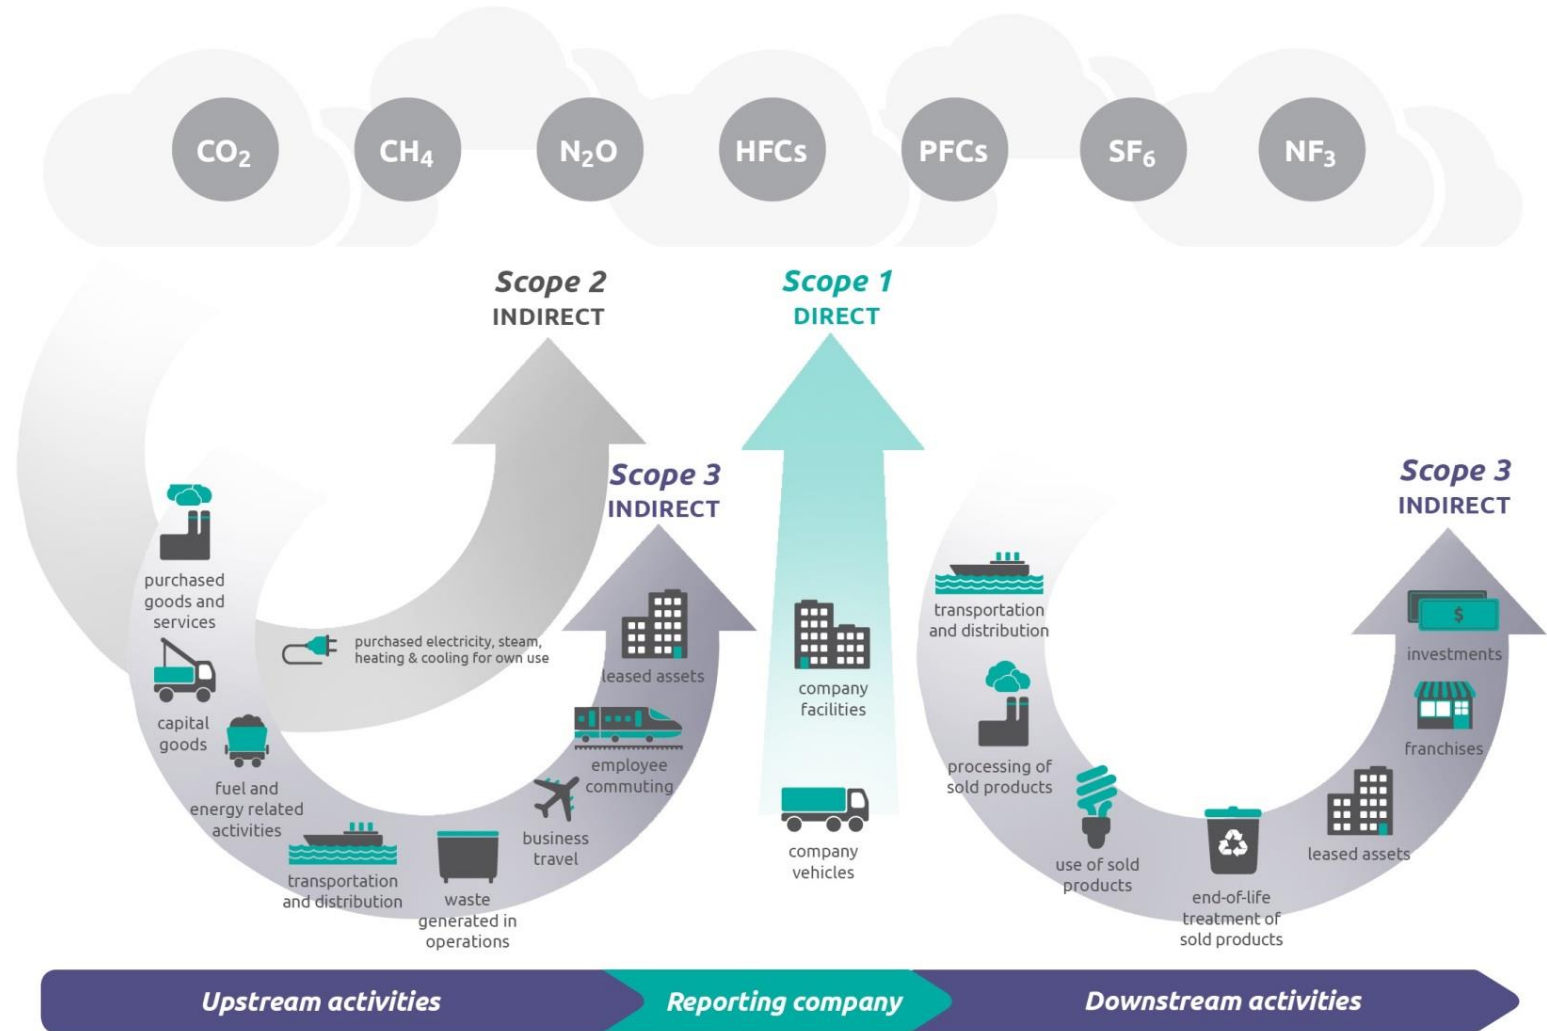 CO₂
CH₄
N₂O
HFCs
PFCs
SF₆
NF₃
Scope 2
INDIRECT
Scope 1
DIRECT
Scope 3
INDIRECT
Scope 3
INDIRECT
purchased
goods and
services
capital
goods
fuel and
energy related
activities
transportation
and distribution
waste
generated in
operations
business
travel
employee
commuting
leased assets
purchased electricity, steam,
heating & cooling for own use
company
facilities
company
vehicles
transportation
and distribution
processing of
sold products
use of sold
products
end-of-life
treatment of
sold products
leased assets
franchises
investments
$
Upstream activities
Reporting company
Downstream activities